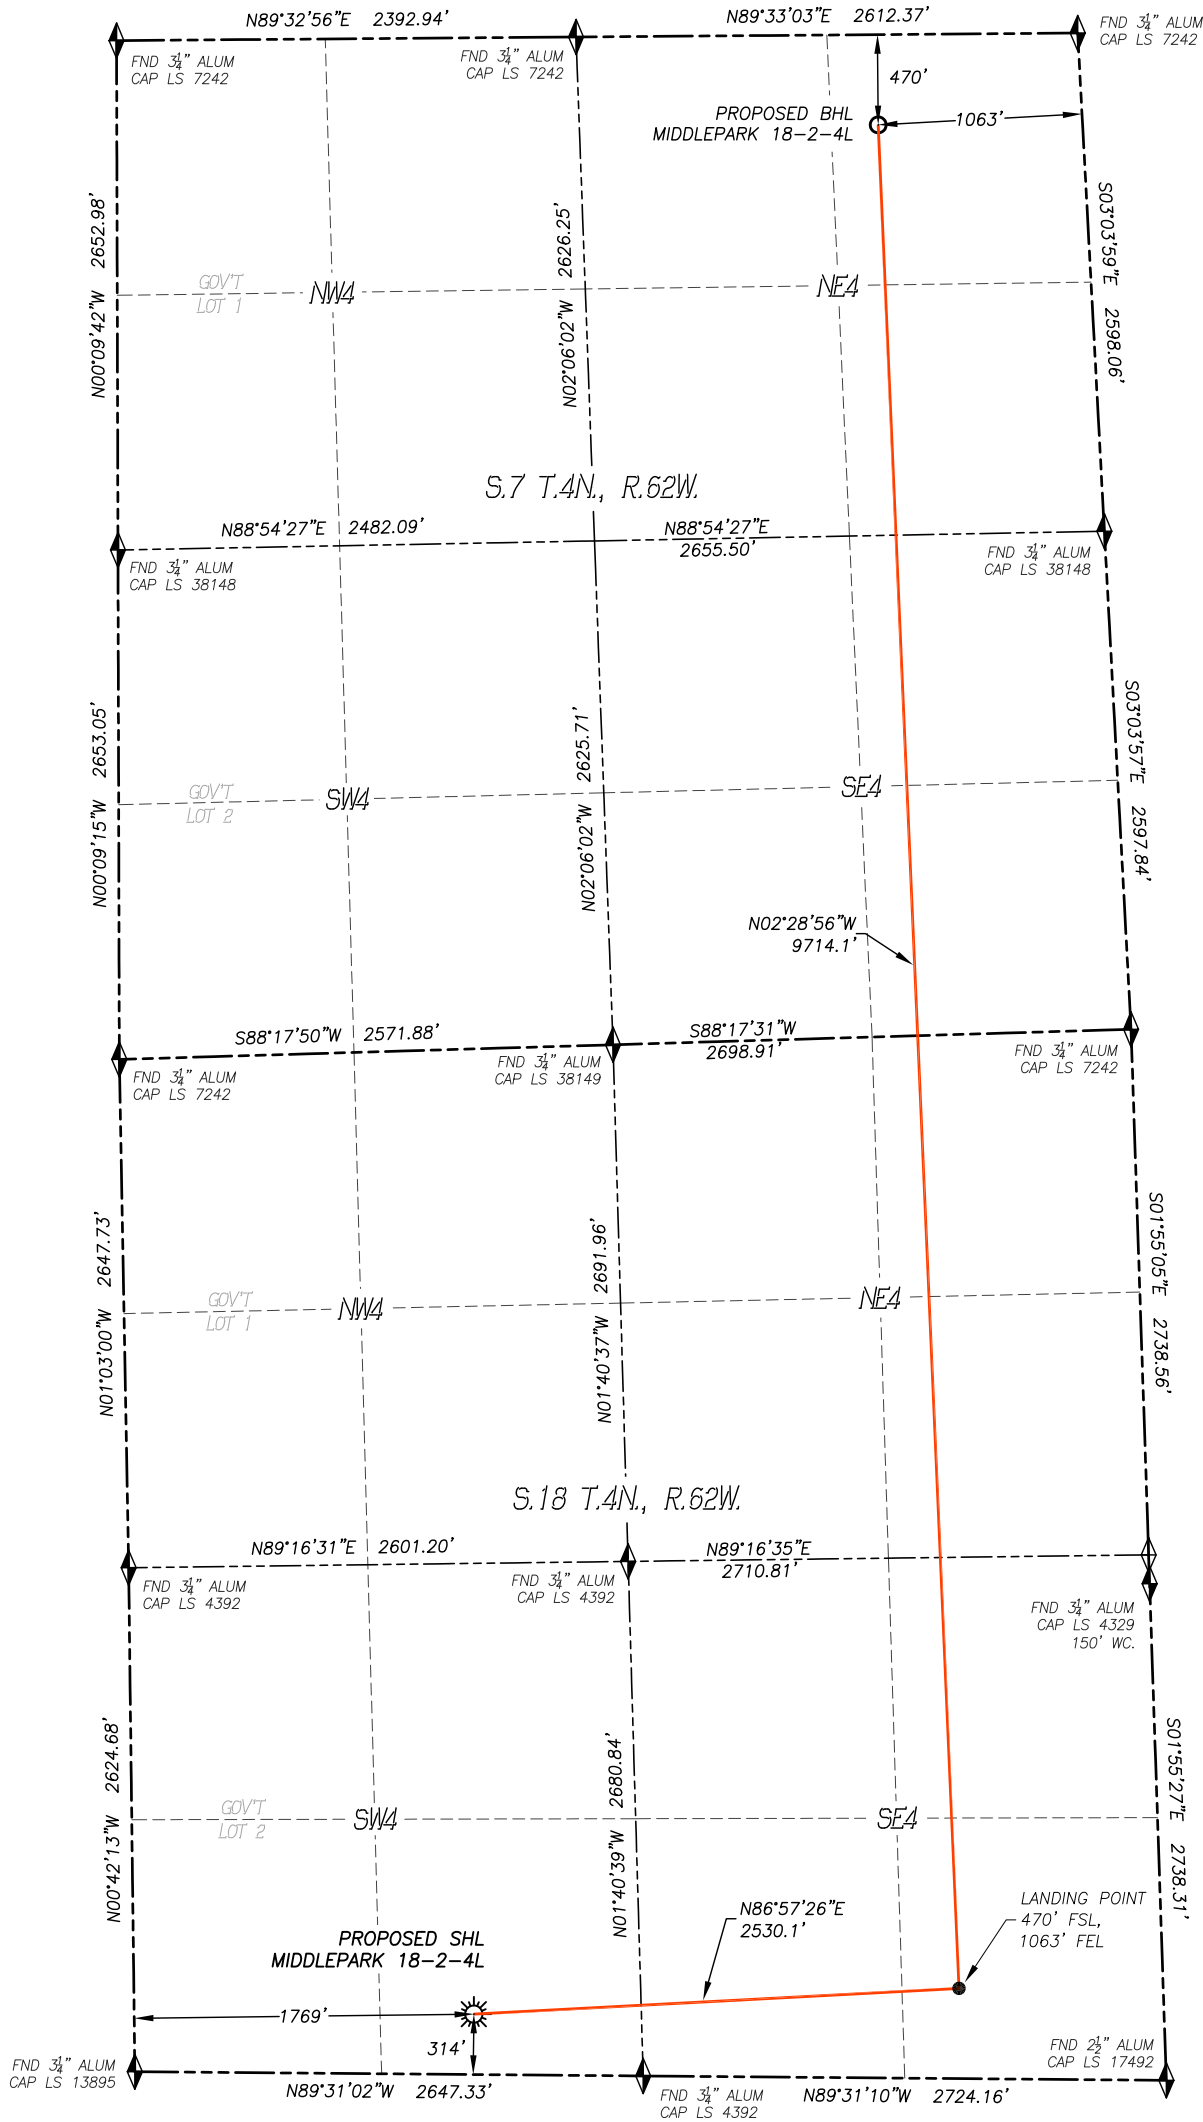 N89°32'56"E 2392.94'
N89°33'03"E 2612.37'
FND 3¼" ALUM
CAP LS 7242
FND 3¼" ALUM
CAP LS 7242
FND 3¼" ALUM
CAP LS 7242
470'
PROPOSED BHL
MIDDLEPARK 18-2-4L
1063'
N00°09'42"W 2652.98'
N02°06'02"W 2626.25'
S03°03'59"E 2598.06'
GOV'T
LOT 1
NW4
NE4
S.7 T.4N., R.62W.
N88°54'27"E 2482.09'
N88°54'27"E
2655.50'
FND 3¼" ALUM
CAP LS 38148
FND 3¼" ALUM
CAP LS 38148
N00°09'15"W 2653.05'
N02°06'02"W 2625.71'
S03°03'57"E 2597.84'
GOV'T
LOT 2
SW4
SE4
N02°28'56"W
9714.1'
S88°17'50"W 2571.88'
S88°17'31"W
2698.91'
FND 3¼" ALUM
CAP LS 7242
FND 3¼" ALUM
CAP LS 38149
FND 3¼" ALUM
CAP LS 7242
N01°03'00"W 2647.73'
N01°40'37"W 2691.96'
S01°55'05"E 2738.56'
GOV'T
LOT 1
NW4
NE4
S.18 T.4N., R.62W.
N89°16'31"E 2601.20'
N89°16'35"E
2710.81'
FND 3¼" ALUM
CAP LS 4392
FND 3¼" ALUM
CAP LS 4392
FND 3¼" ALUM
CAP LS 4329
150' WC.
N00°42'13"W 2624.68'
N01°40'39"W 2680.84'
S01°55'27"E 2738.31'
GOV'T
LOT 2
SW4
SE4
N86°57'26"E
2530.1'
LANDING POINT
470' FSL,
1063' FEL
PROPOSED SHL
MIDDLEPARK 18-2-4L
1769'
314'
FND 3¼" ALUM
CAP LS 13895
N89°31'02"W 2647.33'
FND 3¼" ALUM
CAP LS 4392
N89°31'10"W 2724.16'
FND 2½" ALUM
CAP LS 17492